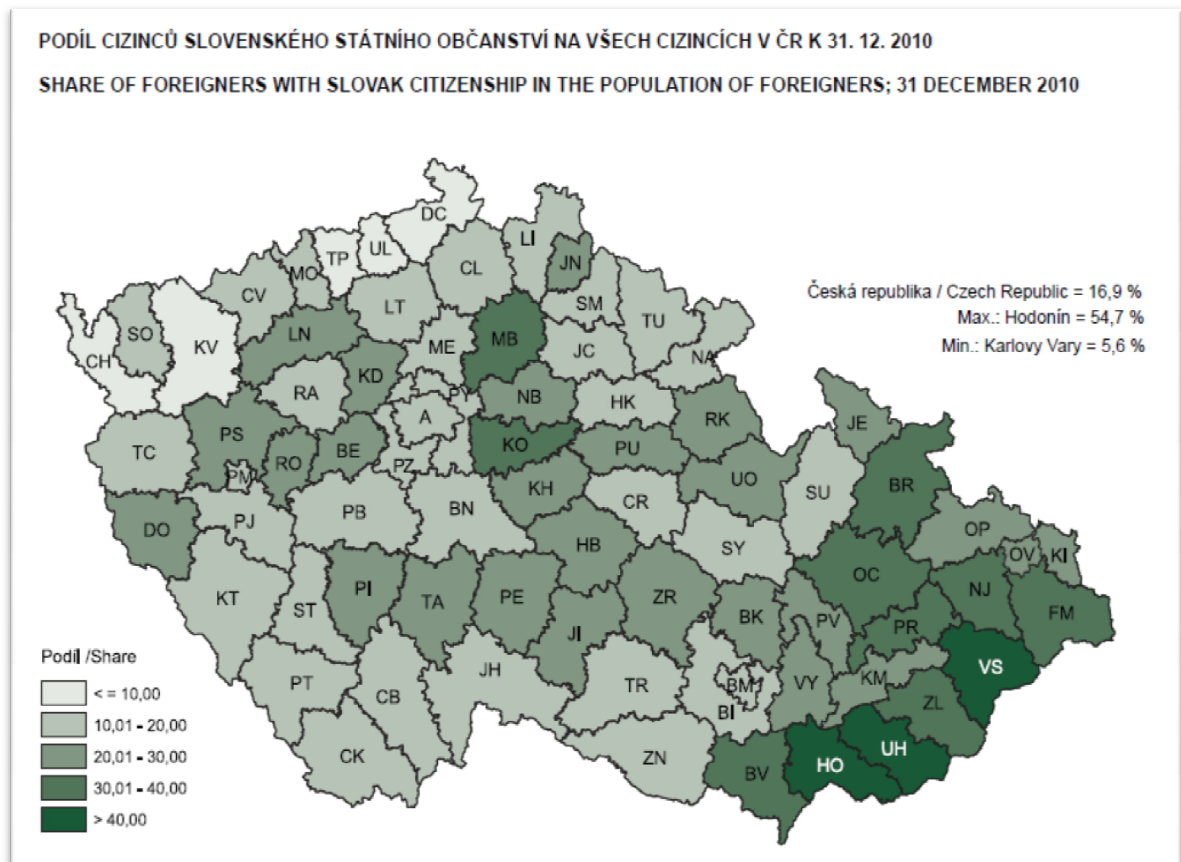 PODÍL CIZINCŮ SLOVENSKÉHO STÁTNÍHO OBČANSTVÍ NA VŠECH CIZINCÍCH V ČR K 31. 12. 2010
SHARE OF FOREIGNERS WITH SLOVAK CITIZENSHIP IN THE POPULATION OF FOREIGNERS; 31 DECEMBER 2010
Česká republika / Czech Republic = 16,9 %
Max.: Hodonín = 54,7 %
Min.: Karlovy Vary = 5,6 %
DC
LI
UL
TP
MO
CL
JN
CV
LT
SM
TU
SO
LN
MB
CH
KV
ME
JC
NA
KD
RA
PY
NB
HK
A
RK
JE
PS
KO
TC
BE
PU
RO
PZ
PM
UO
SU
BR
KH
CR
BN
PB
PJ
DO
OP
HB
SY
OV
KI
OC
NJ
KT
ST
PI
TA
PE
ZR
BK
FM
JI
PV
PR
VS
JH
KM
PT
CB
TR
BM
VY
BI
ZL
UH
CK
ZN
BV
HO
Podíl /Share
< = 10,00
10,01 - 20,00
20,01 - 30,00
30,01 - 40,00
> 40,00